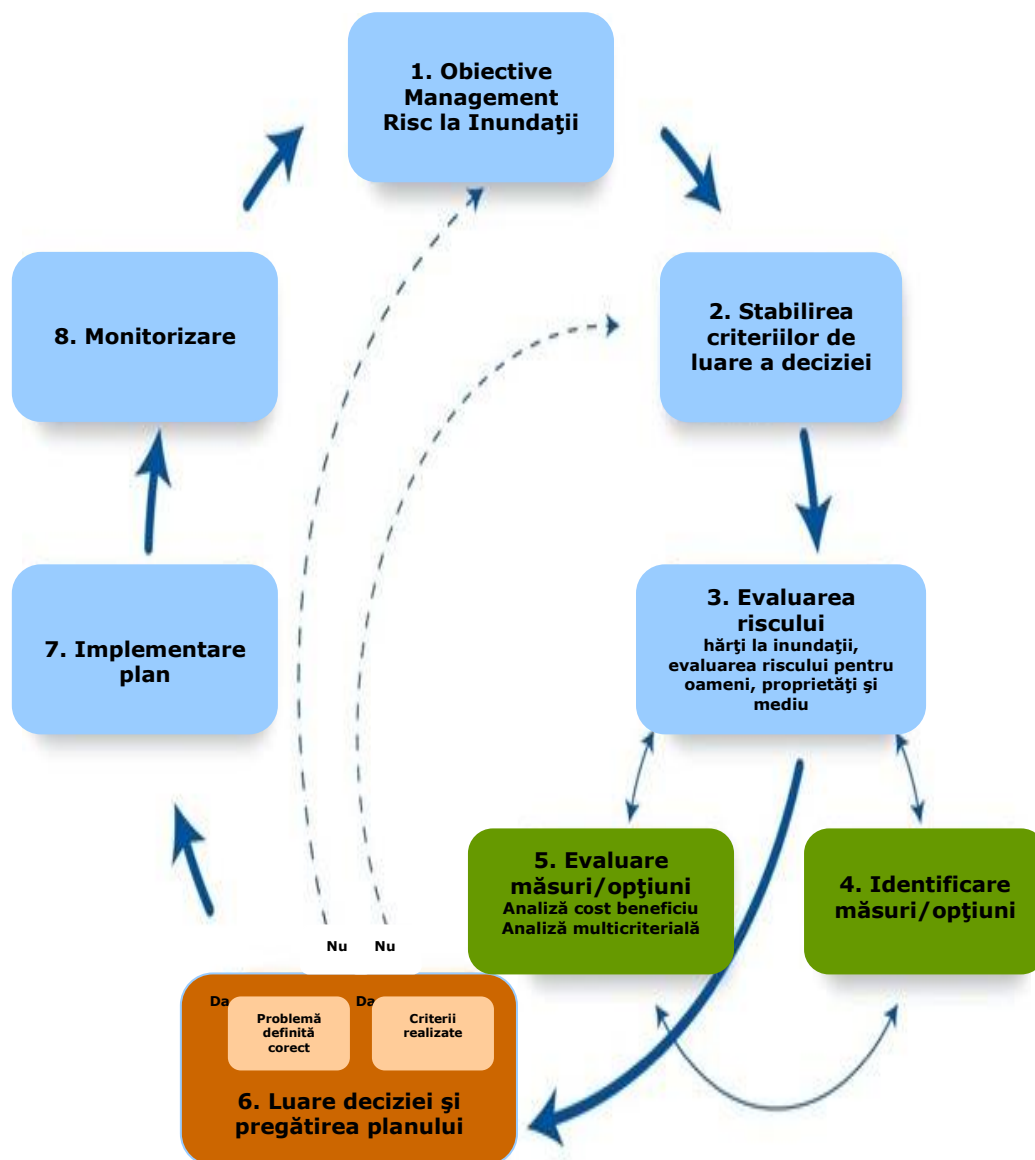 1. Obiective
Management
Risc la Inundaţii
8. Monitorizare
2. Stabilirea
criteriilor de
luare a deciziei
7. Implementare
plan
3. Evaluarea
riscului
hărţi la inundaţii,
evaluarea riscului pentru
oameni, proprietăţi şi
mediu
5. Evaluare
măsuri/opţiuni
Analiză cost beneficiu
Analiză multicriterială
4. Identificare
măsuri/opţiuni
Nu Nu
Da Da
Problemă
definită
corect
Criterii
realizate
6. Luare deciziei şi
pregătirea planului